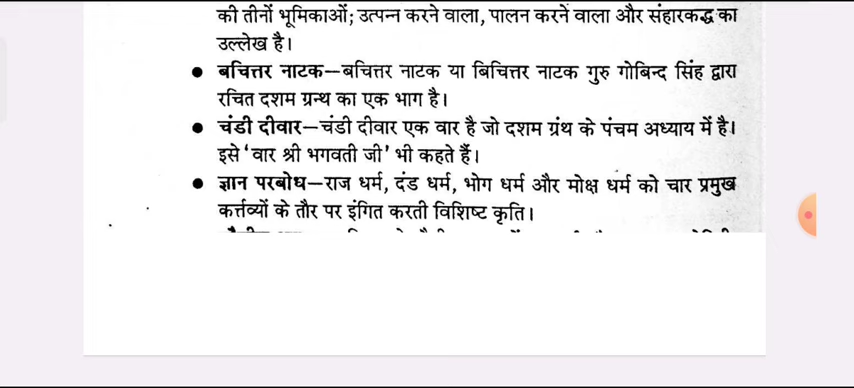 की तीनों भूमिकाओं; उत्पन्न करने वाला, पालन करने वाला और संहारकद्ध का
उल्लेख है।
● बचित्तर नाटक–बचित्तर नाटक या बिचित्तर नाटक गुरु गोबिन्द सिंह द्वारा
रचित दशम ग्रन्थ का एक भाग है।
● चंडी दीवार–चंडी दीवार एक वार है जो दशम ग्रंथ के पंचम अध्याय में है।
इसे ‘वार श्री भगवती जी’ भी कहते हैं।
● ज्ञान परबोध–राज धर्म, दंड धर्म, भोग धर्म और मोक्ष धर्म को चार प्रमुख
कर्त्तव्यों के तौर पर इंगित करती विशिष्ट कृति।